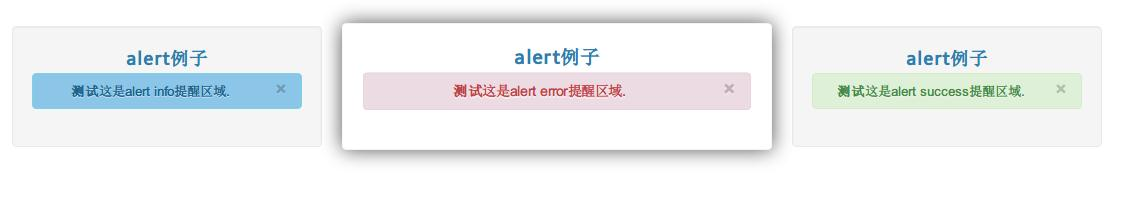 alert例子
测试这是alert info提醒区域. ×
alert例子
测试这是alert error提醒区域. ×
alert例子
测试这是alert success提醒区域. ×